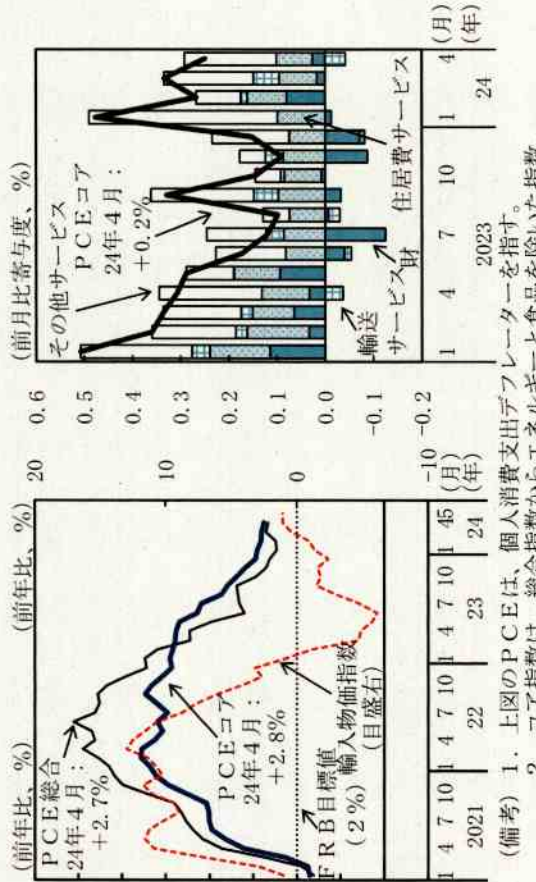 (前年比、%)
(前年比、%)
PCE総合
24年4月:
+2.7%
PCEコア
24年4月:
+2.8%
FRB目標値
(2%)
輸入物価指数
(目盛右)
20
10
0
-10
1 4 7 10 1 4 7 10 1 4 7 10 1 45 (月)
2021 22 23 24 (年)
(前月比寄与度、%)
0.6
0.5
0.4
0.3
0.2
0.1
0.0
-0.1
-0.2
その他サービス
PCEコア
24年4月:
+0.2%
輸送
サービス
財
住居費サービス
1 4 7 10 1 4 (月)
2023 24 (年)
(備考) 1.上図のPCEは、個人消費支出デフレーターを指す。
2.コア指数は、総合指数からエネルギーと食品を除いた指数